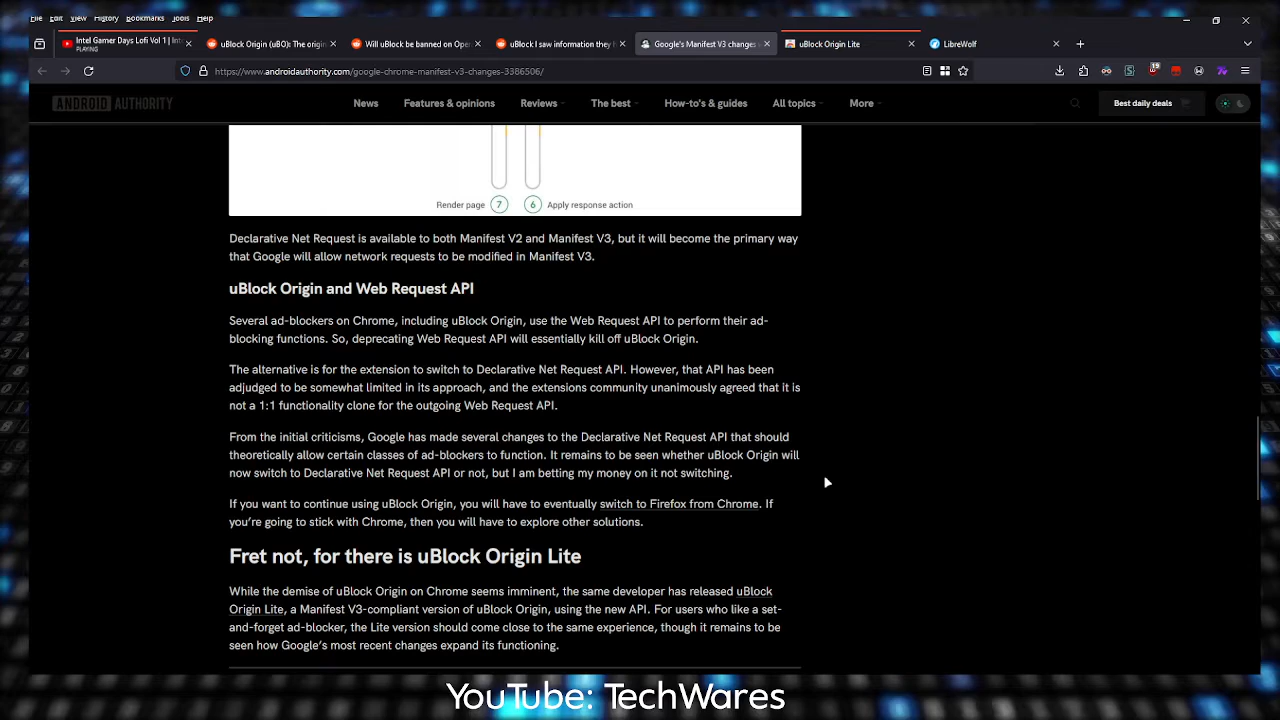 File Edit View History Bookmarks Tools Help
Intel Gamer Days Lofi Vol 1 | Int
PLAYING
uBlock Origin (uBO): The origin
Will uBlock be banned on Oper
uBlock I saw information they h
Google's Manifest V3 changes w
uBlock Origin Lite
LibreWolf
https://www.androidauthority.com/google-chrome-manifest-v3-changes-3386506/
19
ANDROID AUTHORITY
News
Features & opinions
Reviews
The best
How-to's & guides
All topics
More
Best daily deals
Render page 7 6 Apply response action
Declarative Net Request is available to both Manifest V2 and Manifest V3, but it will become the primary way
that Google will allow network requests to be modified in Manifest V3.
uBlock Origin and Web Request API
Several ad-blockers on Chrome, including uBlock Origin, use the Web Request API to perform their ad-
blocking functions. So, deprecating Web Request API will essentially kill off uBlock Origin.
The alternative is for the extension to switch to Declarative Net Request API. However, that API has been
adjudged to be somewhat limited in its approach, and the extensions community unanimously agreed that it is
not a 1:1 functionality clone for the outgoing Web Request API.
From the initial criticisms, Google has made several changes to the Declarative Net Request API that should
theoretically allow certain classes of ad-blockers to function. It remains to be seen whether uBlock Origin will
now switch to Declarative Net Request API or not, but I am betting my money on it not switching.
If you want to continue using uBlock Origin, you will have to eventually switch to Firefox from Chrome. If
you're going to stick with Chrome, then you will have to explore other solutions.
Fret not, for there is uBlock Origin Lite
While the demise of uBlock Origin on Chrome seems imminent, the same developer has released uBlock
Origin Lite, a Manifest V3-compliant version of uBlock Origin, using the new API. For users who like a set-
and-forget ad-blocker, the Lite version should come close to the same experience, though it remains to be
seen how Google's most recent changes expand its functioning.
YouTube: TechWares